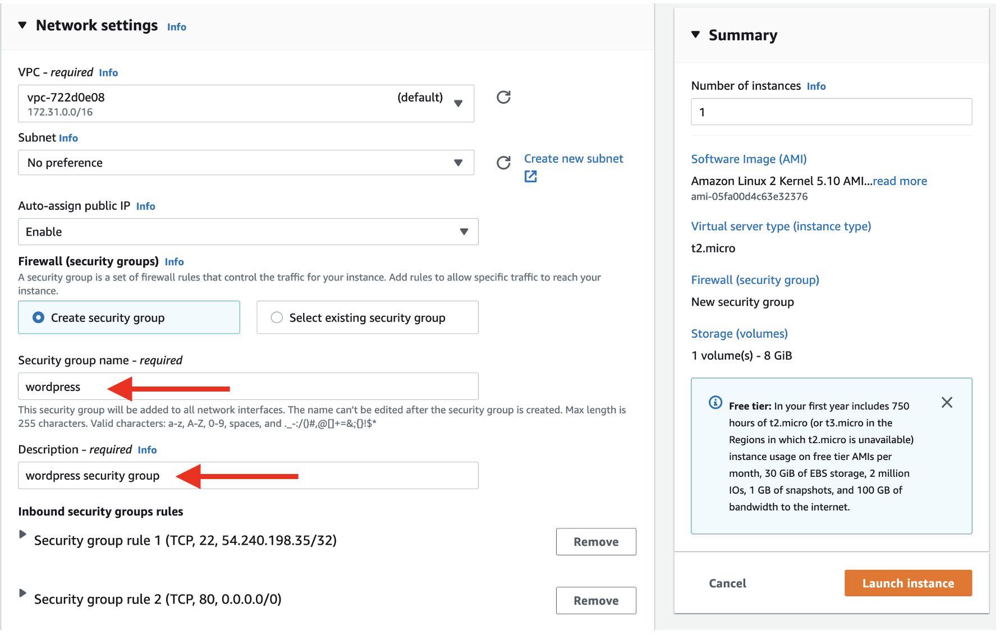 Network settings Info
VPC - required Info
vpc-722d0e08 (default)
172.31.0.0/16
Subnet Info
No preference
Create new subnet
Auto-assign public IP Info
Enable
Firewall (security groups) Info
A security group is a set of firewall rules that control the traffic for your instance. Add rules to allow specific traffic to reach your
instance.
Create security group
Select existing security group
Security group name - required
wordpress
This security group will be added to all network interfaces. The name can't be edited after the security group is created. Max length is
255 characters. Valid characters: a-z, A-Z, 0-9, spaces, and ._-:/()#,@[]+=&;{}!$*
Description - required Info
wordpress security group
Inbound security groups rules
Security group rule 1 (TCP, 22, 54.240.198.35/32)
Remove
Security group rule 2 (TCP, 80, 0.0.0.0/0)
Remove
Summary
Number of instances Info
1
Software Image (AMI)
Amazon Linux 2 Kernel 5.10 AMI...read more
ami-05fa00d4c63e32376
Virtual server type (instance type)
t2.micro
Firewall (security group)
New security group
Storage (volumes)
1 volume(s) - 8 GiB
Free tier: In your first year includes 750
hours of t2.micro (or t3.micro in the
Regions in which t2.micro is unavailable)
instance usage on free tier AMIs per
month, 30 GiB of EBS storage, 2 million
IOs, 1 GB of snapshots, and 100 GB of
bandwidth to the internet.
Cancel
Launch instance